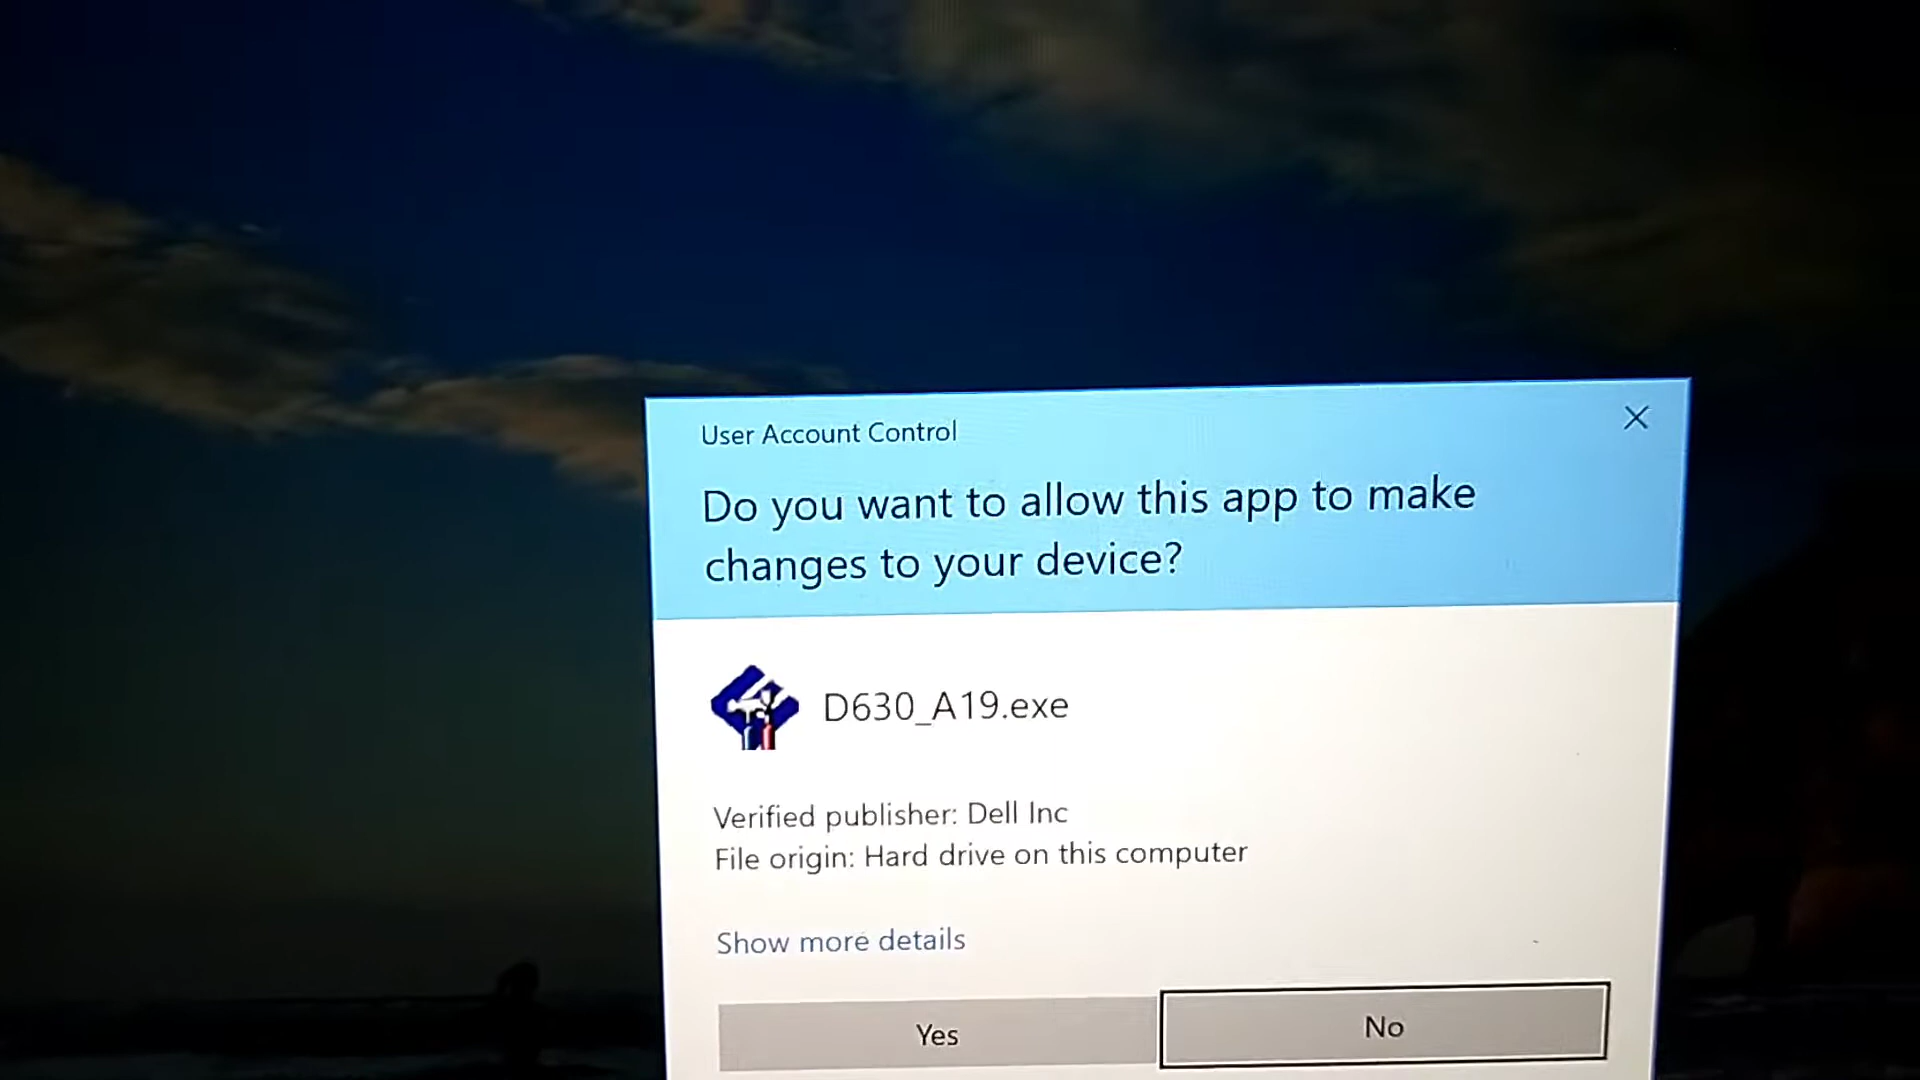 User Account Control
Do you want to allow this app to make
changes to your device?
D630_A19.exe
Verified publisher: Dell Inc
File origin: Hard drive on this computer
Show more details
Yes
No